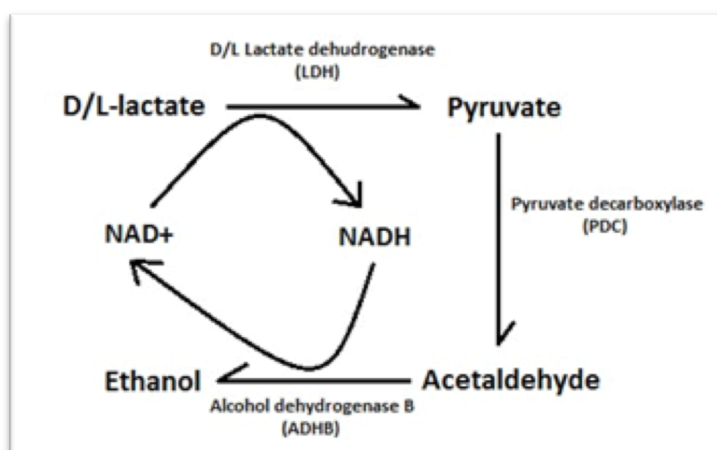 D/L Lactate dehudrogenase
(LDH)
D/L-lactate
Pyruvate
Pyruvate decarboxylase
(PDC)
NAD+
NADH
Ethanol
Acetaldehyde
Alcohol dehydrogenase B
(ADHB)